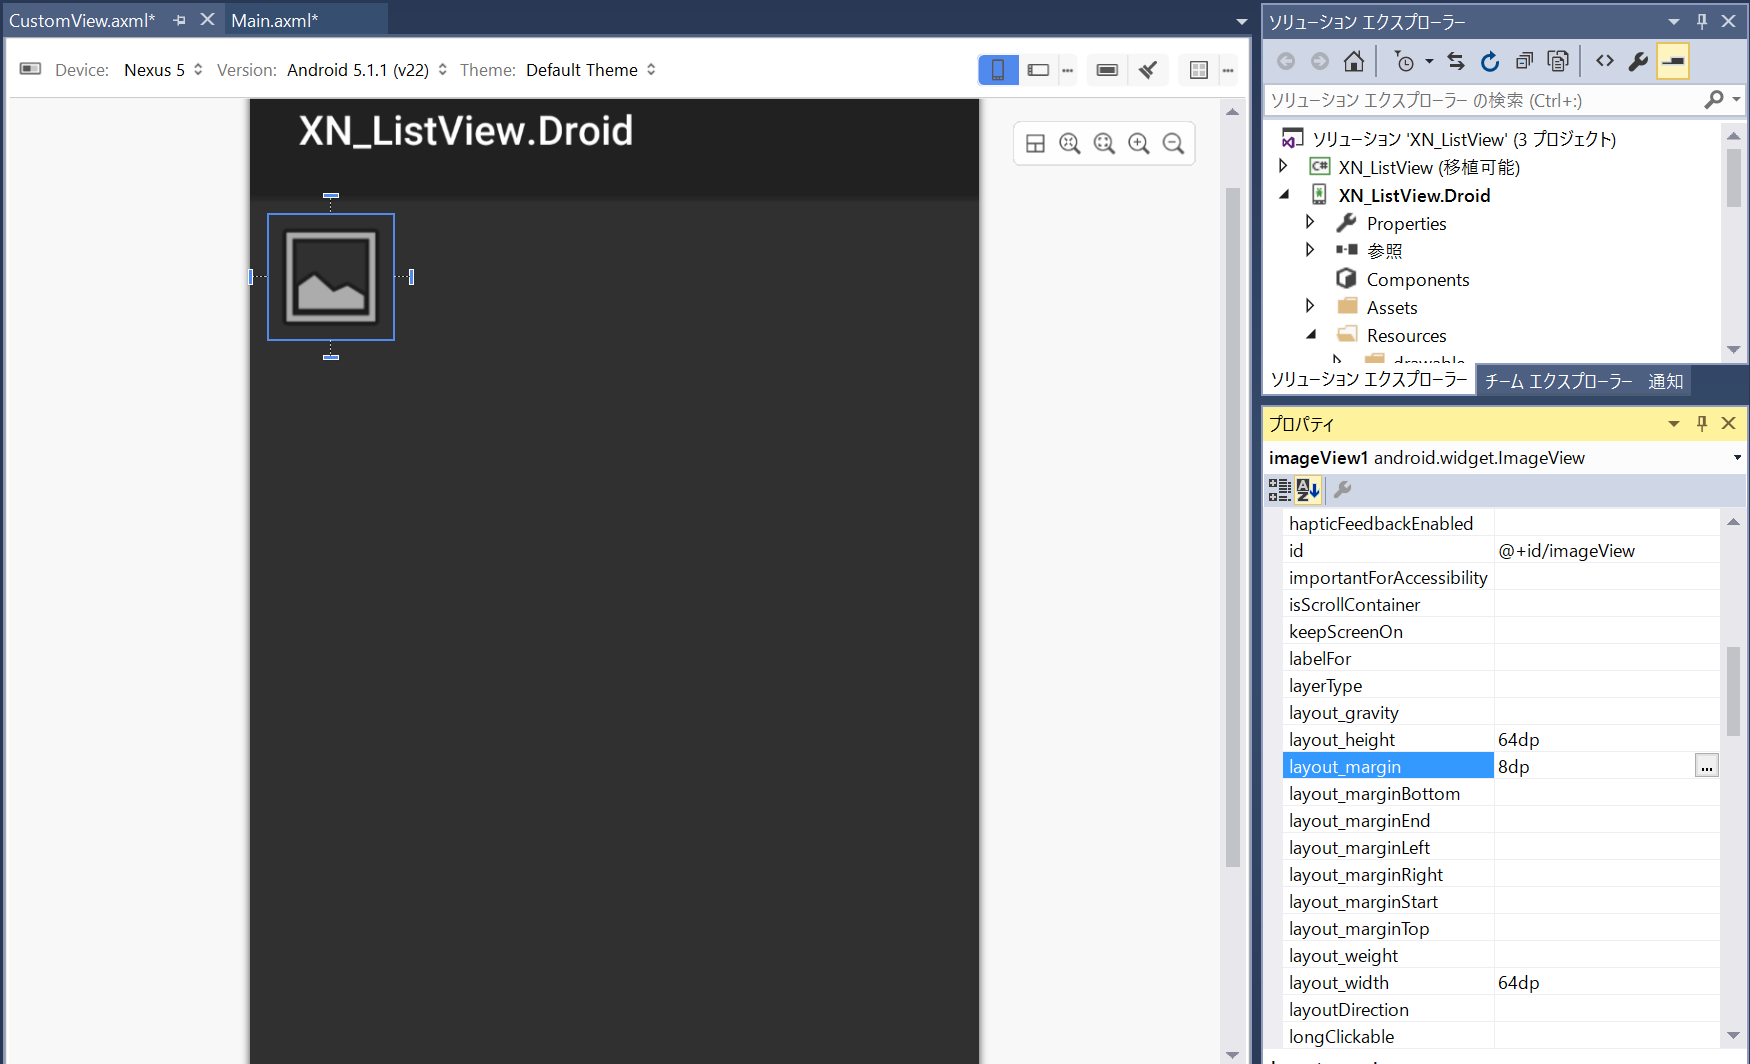 CustomView.axml*
Main.axml*
Device: Nexus 5 Version: Android 5.1.1 (v22) Theme: Default Theme
XN_ListView.Droid
ソリューション エクスプローラー
ソリューション エクスプローラー の検索 (Ctrl+:)
ソリューション 'XN_ListView' (3 プロジェクト)
C# XN_ListView (移植可能)
XN_ListView.Droid
Properties
参照
Components
Assets
Resources
drawable
ソリューション エクスプローラー チーム エクスプローラー 通知
プロパティ
imageView1 android.widget.ImageView
hapticFeedbackEnabled
id @+id/imageView
importantForAccessibility
isScrollContainer
keepScreenOn
labelFor
layerType
layout_gravity
layout_height 64dp
layout_margin 8dp ...
layout_marginBottom
layout_marginEnd
layout_marginLeft
layout_marginRight
layout_marginStart
layout_marginTop
layout_weight
layout_width 64dp
layoutDirection
longClickable